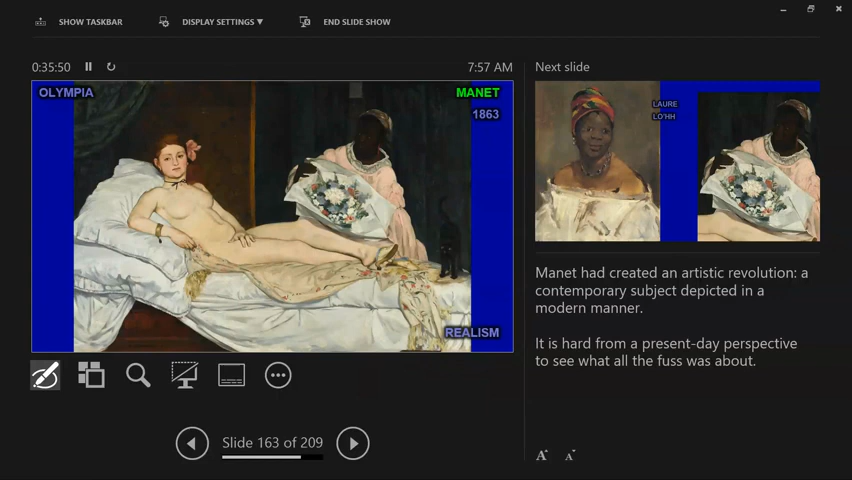 SHOW TASKBAR
DISPLAY SETTINGS ▼
END SLIDE SHOW
0:35:50
7:57 AM
OLYMPIA
MANET
1863
REALISM
Slide 163 of 209
Next slide
LAURE
LO'HH
Manet had created an artistic revolution: a
contemporary subject depicted in a
modern manner.
It is hard from a present-day perspective
to see what all the fuss was about.
A
A